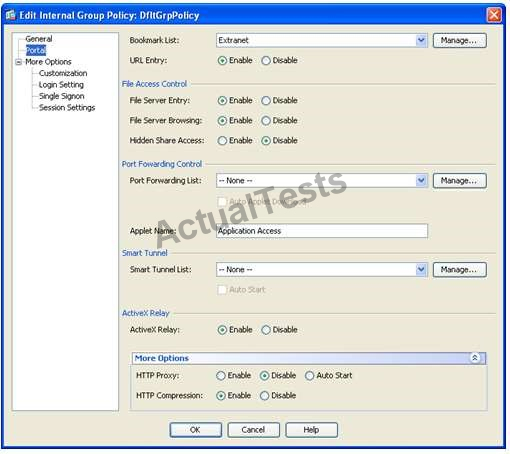 Edit Internal Group Policy: DfltGrpPolicy
General
Portal
More Options
Customization
Login Setting
Single Signon
Session Settings
Bookmark List: Extranet Manage...
URL Entry: Enable Disable
File Access Control
File Server Entry: Enable Disable
File Server Browsing: Enable Disable
Hidden Share Access: Enable Disable
Port Fowarding Control
Port Forwarding List: -- None -- Manage...
Auto Applet Download
ActualTests
Applet Name: Application Access
Smart Tunnel
Smart Tunnel List: -- None -- Manage...
Auto Start
ActiveX Relay
ActiveX Relay: Enable Disable
More Options
HTTP Proxy: Enable Disable Auto Start
HTTP Compression: Enable Disable
OK Cancel Help